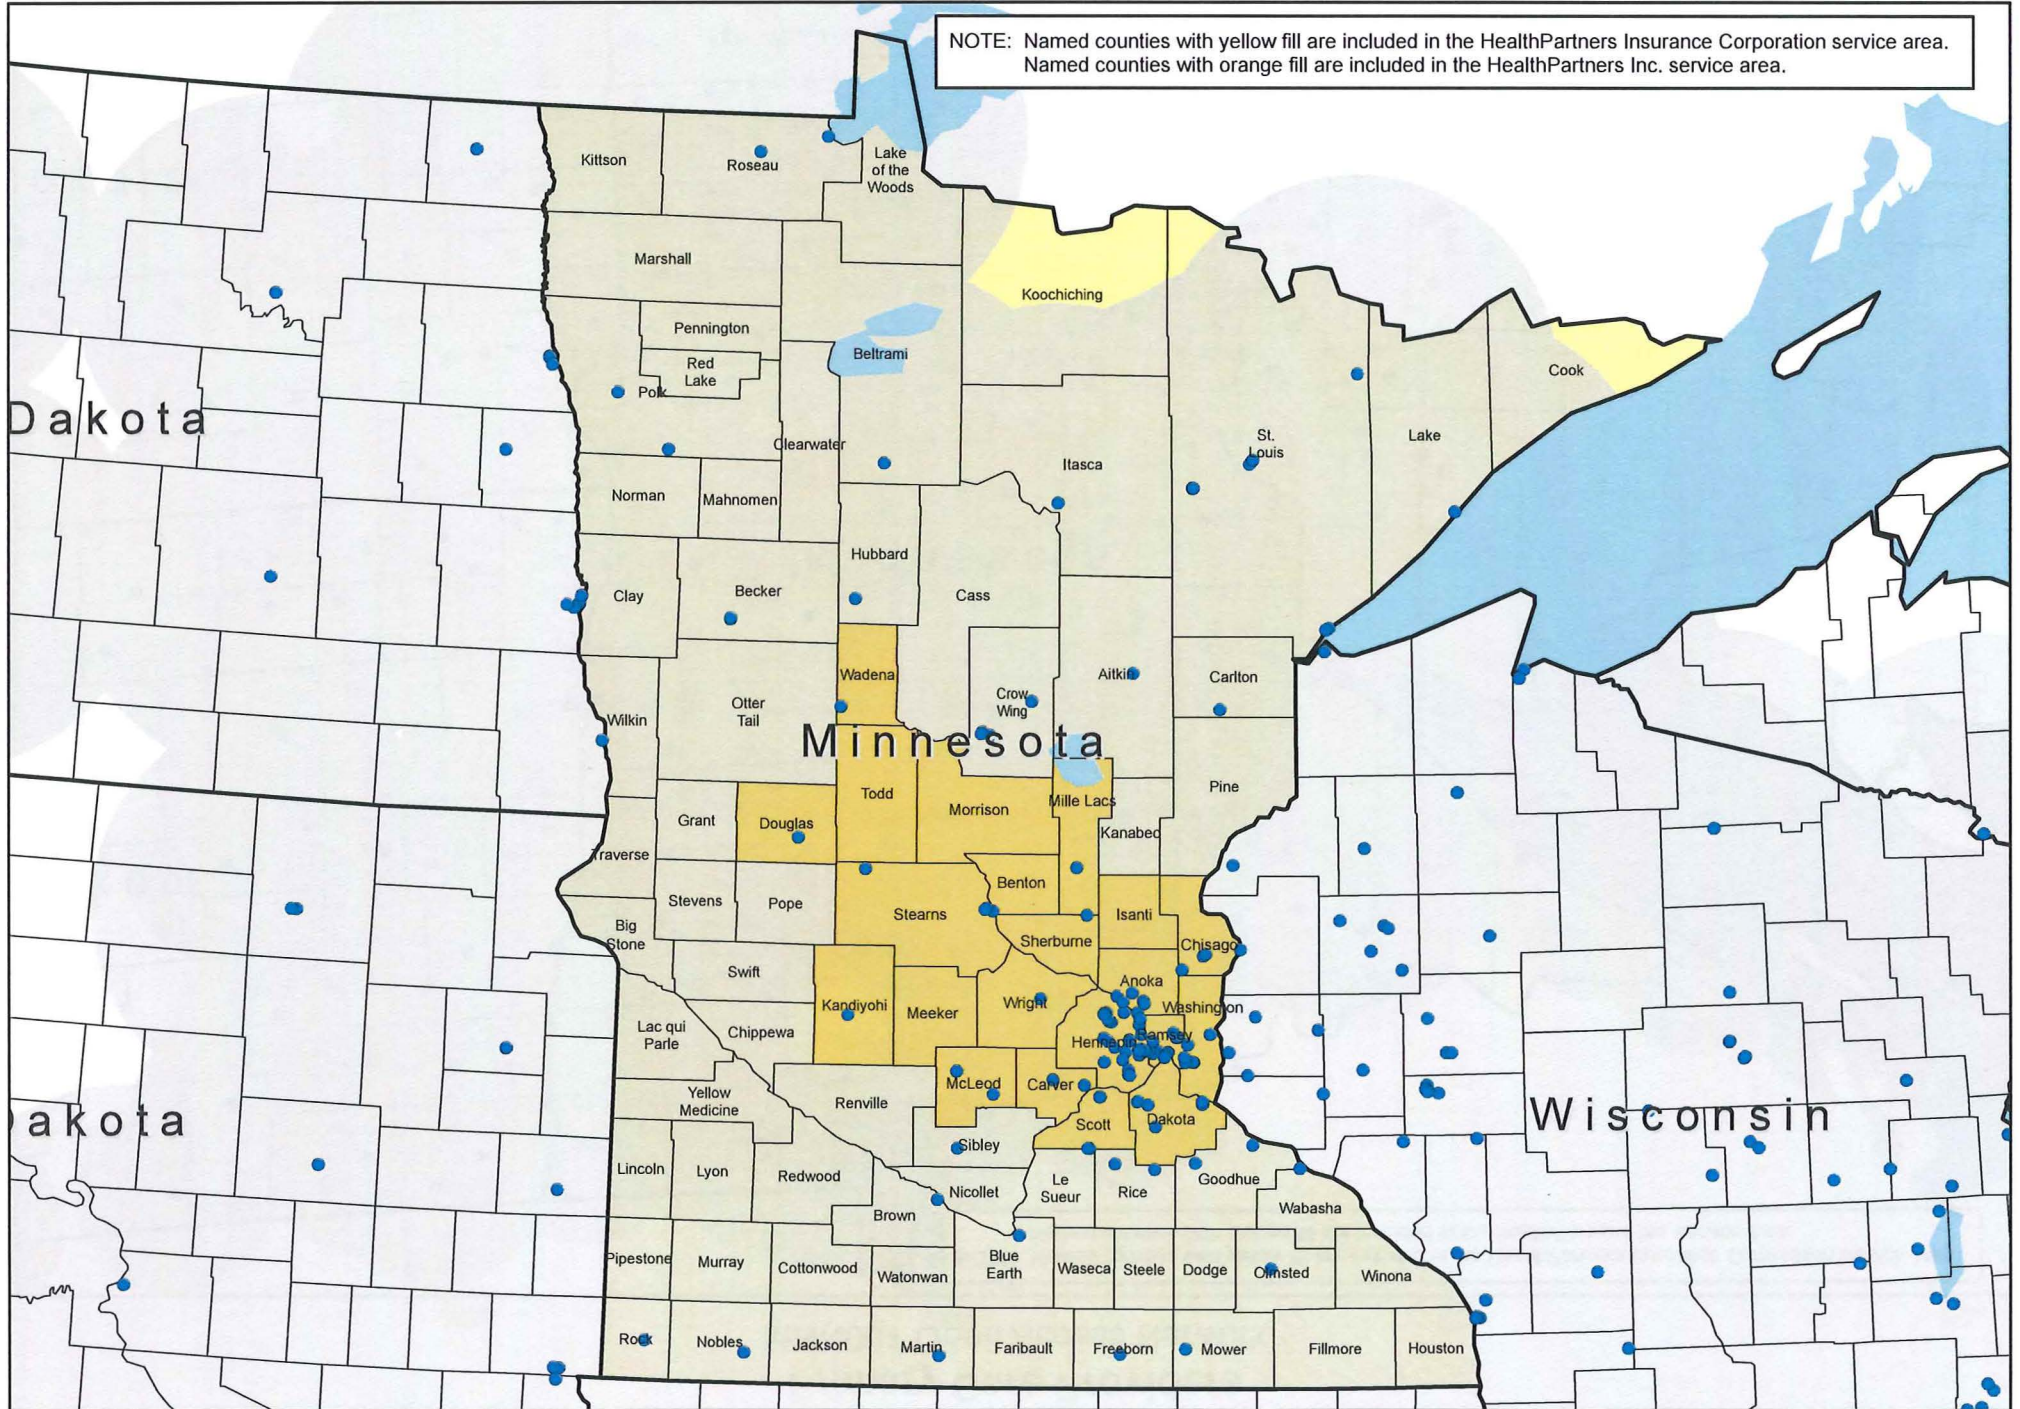 NOTE: Named counties with yellow fill are included in the HealthPartners Insurance Corporation service area.
Named counties with orange fill are included in the HealthPartners Inc. service area.
Kittson
Roseau
Lake
of the
Woods
Marshall
Koochiching
Pennington
Beltrami
Red
Lake
Cook
Polk
Dakota
Clearwater
St.
Louis
Lake
Itasca
Norman
Mahnomen
Hubbard
Clay
Becker
Cass
Wadena
Aitkin
Carlton
Otter
Tail
Crow
Wing
Wilkin
Minnesota
Pine
Todd
Morrison
Mille Lacs
Grant
Douglas
Kanabec
Traverse
Benton
Stevens
Pope
Stearns
Isanti
Big
Stone
Sherburne
Chisago
Swift
Anoka
Kandiyohi
Wright
Washington
Meeker
Lac qui
Parle
Chippewa
Ramsey
Hennepin
McLeod
Carver
Yellow
Medicine
Renville
Wisconsin
Dakota
akota
Scott
Sibley
Lincoln
Lyon
Redwood
Le
Sueur
Rice
Goodhue
Nicollet
Brown
Wabasha
Pipestone
Murray
Cottonwood
Watonwan
Blue
Earth
Waseca
Steele
Dodge
Olmsted
Winona
Rock
Nobles
Jackson
Martin
Faribault
Freeborn
Mower
Fillmore
Houston